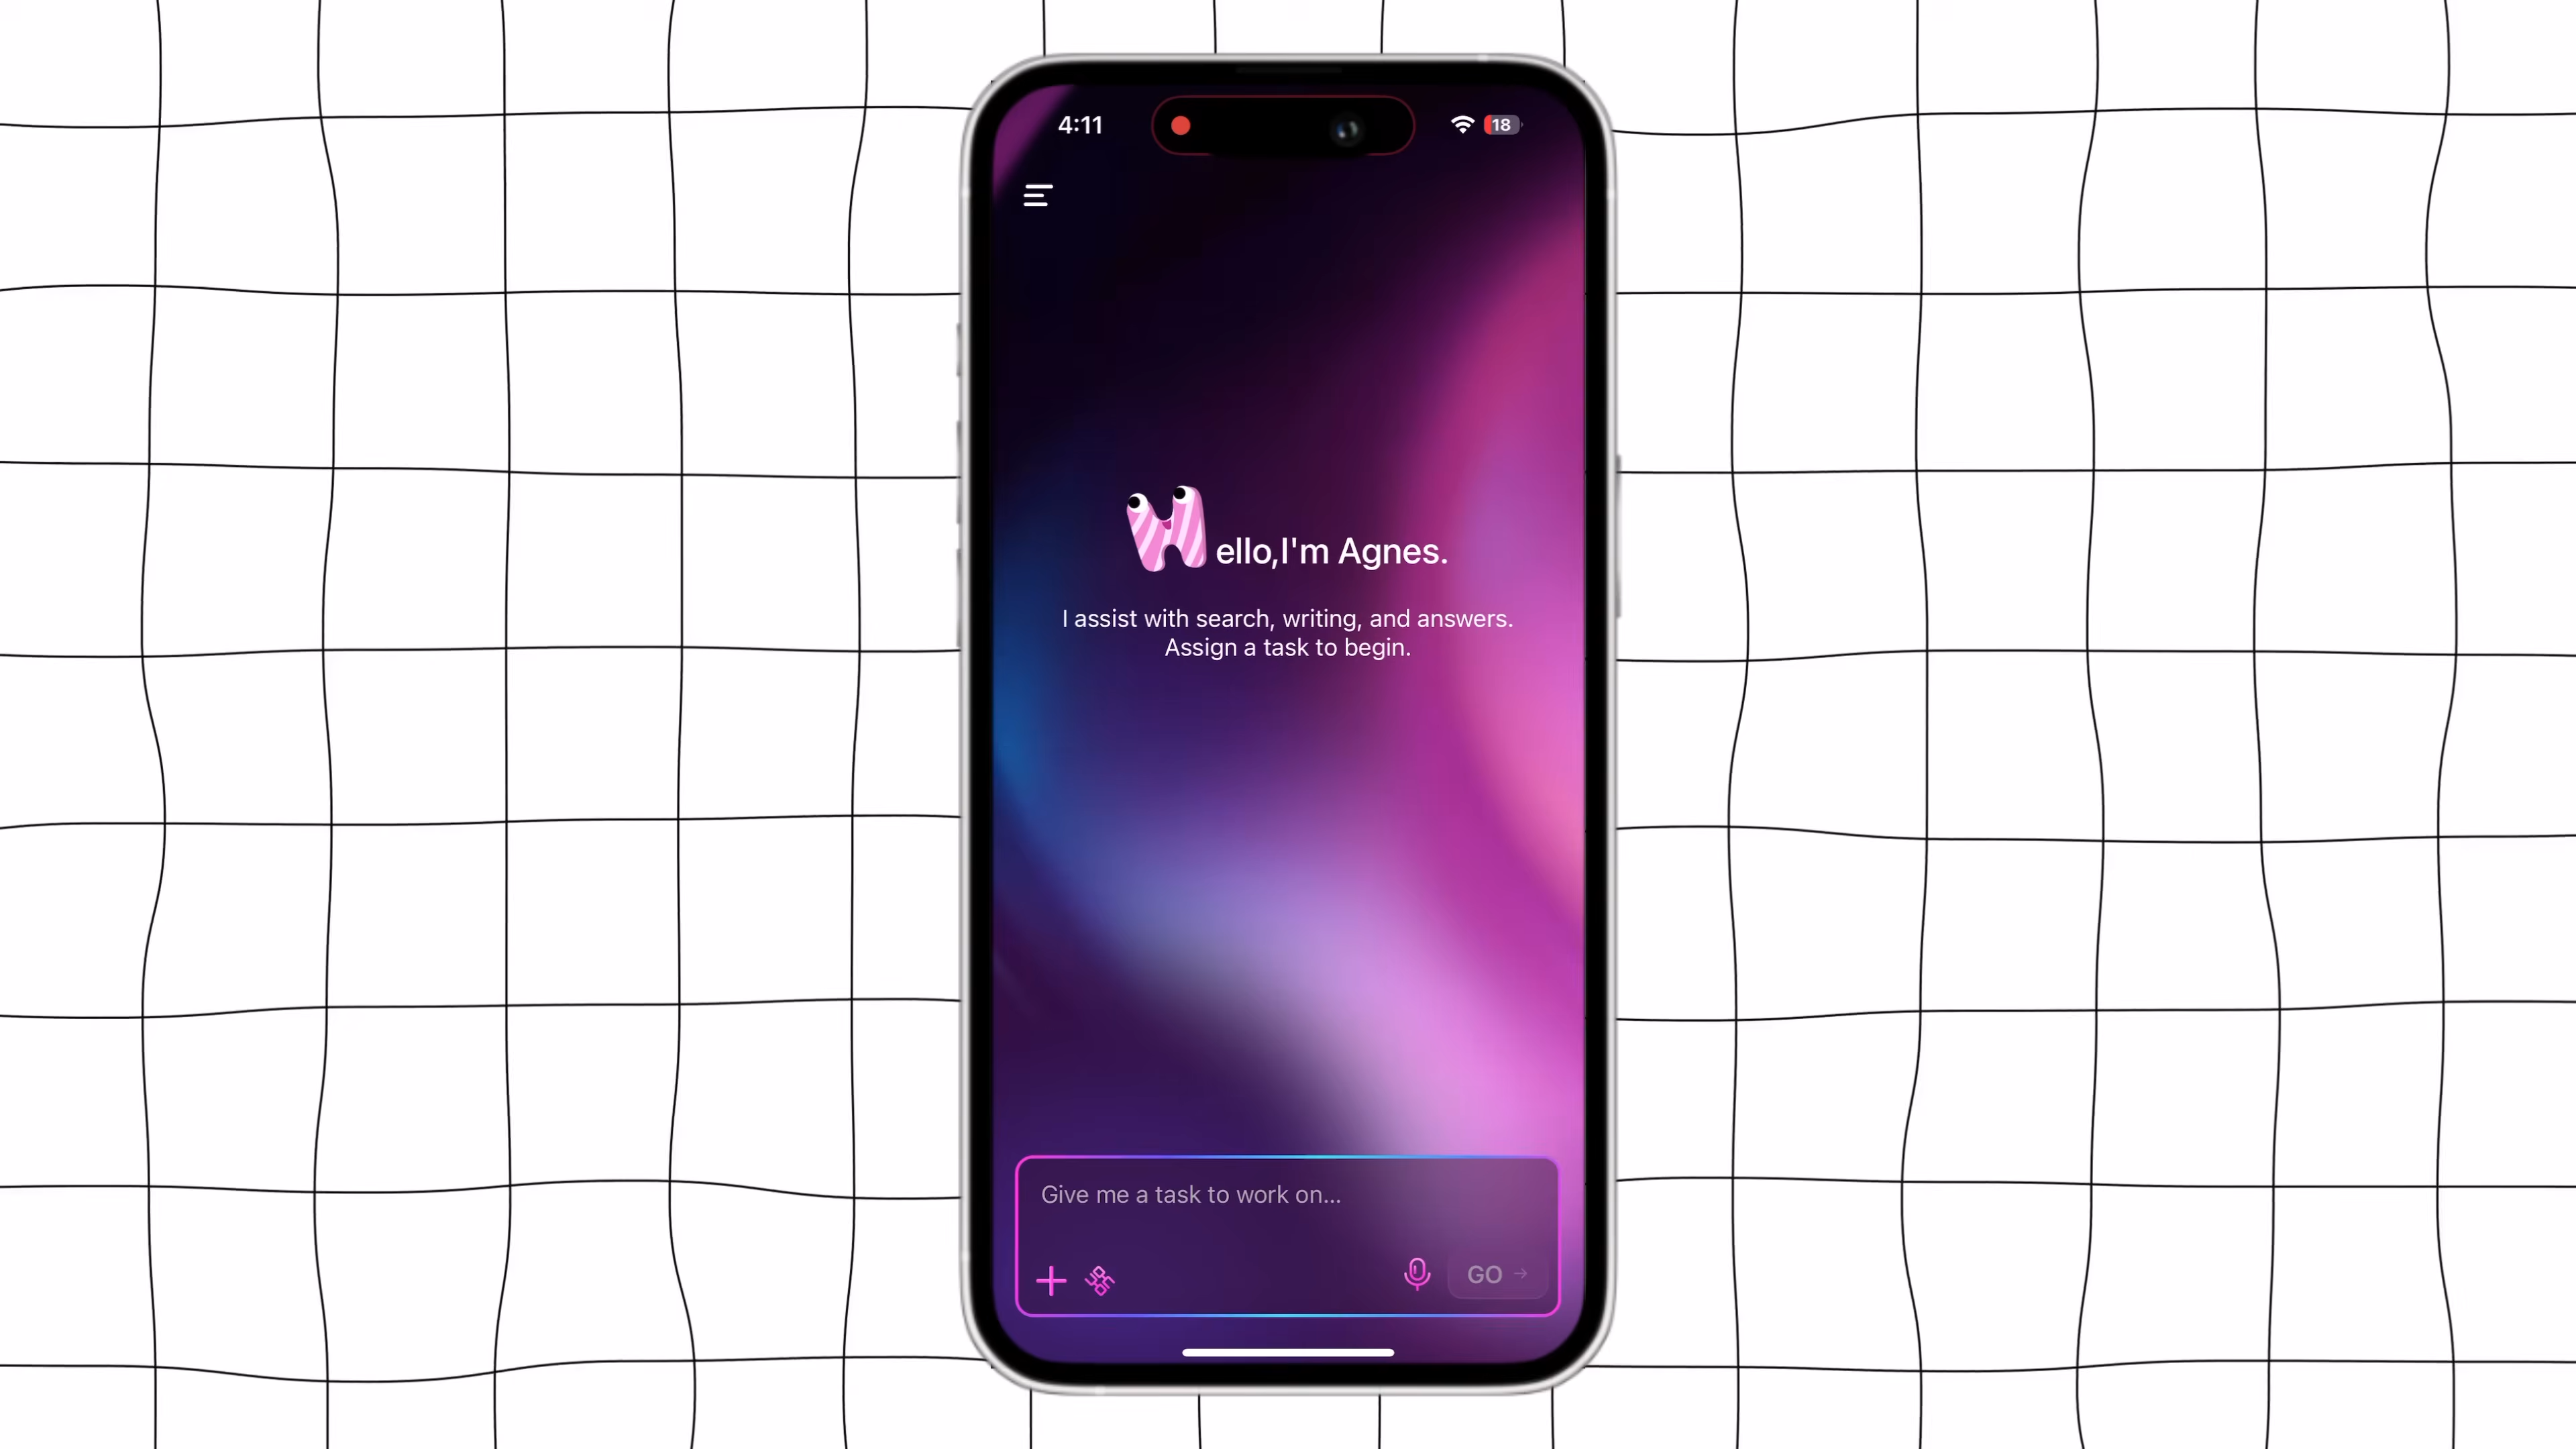 4:11
18
Hello,I'm Agnes.
I assist with search, writing, and answers.
Assign a task to begin.
Give me a task to work on...
GO →